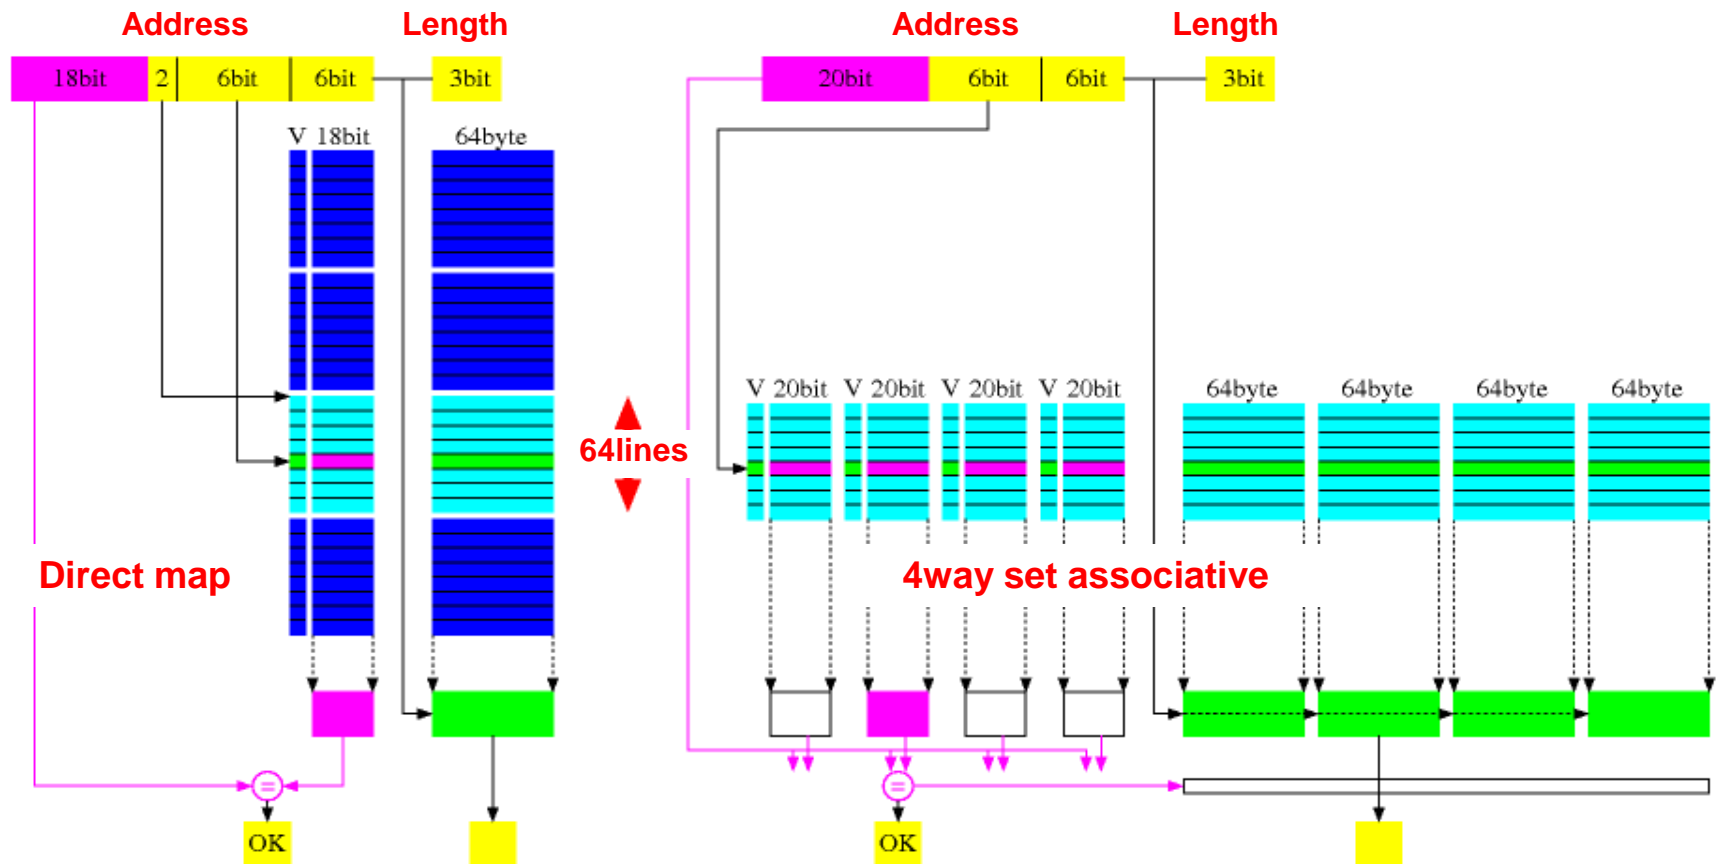 Address Length Address Length
18bit 2 6bit 6bit 3bit 20bit 6bit 6bit 3bit
V 18bit 64byte
V 20bit V 20bit V 20bit V 20bit 64byte 64byte 64byte 64byte
64lines
Direct map 4way set associative
= =
OK OK